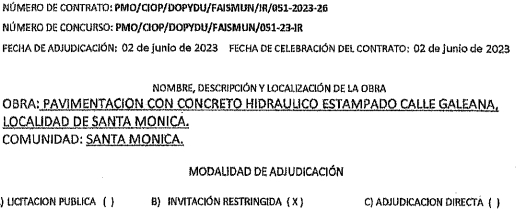 NÚMERO DE CONTRATO: PMO/CIOP/DOPYDU/FAISMUN/IR/051-2023-26
NÚMERO DE CONCURSO: PMO/CIOP/DOPYDU/FAISMUN/051-23-IR
FECHA DE ADJUDICACIÓN: 02 de junio de 2023 FECHA DE CELEBRACIÓN DEL CONTRATO: 02 de junio de 2023
NOMBRE, DESCRIPCIÓN Y LOCALIZACIÓN DE LA OBRA
OBRA: PAVIMENTACION CON CONCRETO HIDRAULICO ESTAMPADO CALLE GALEANA,
LOCALIDAD DE SANTA MONICA.
COMUNIDAD: SANTA MONICA.
MODALIDAD DE ADJUDICACIÓN
) LICITACION PUBLICA ( ) B) INVITACIÓN RESTRINGIDA ( X ) C) ADJUDICACION DIRECTA ( )